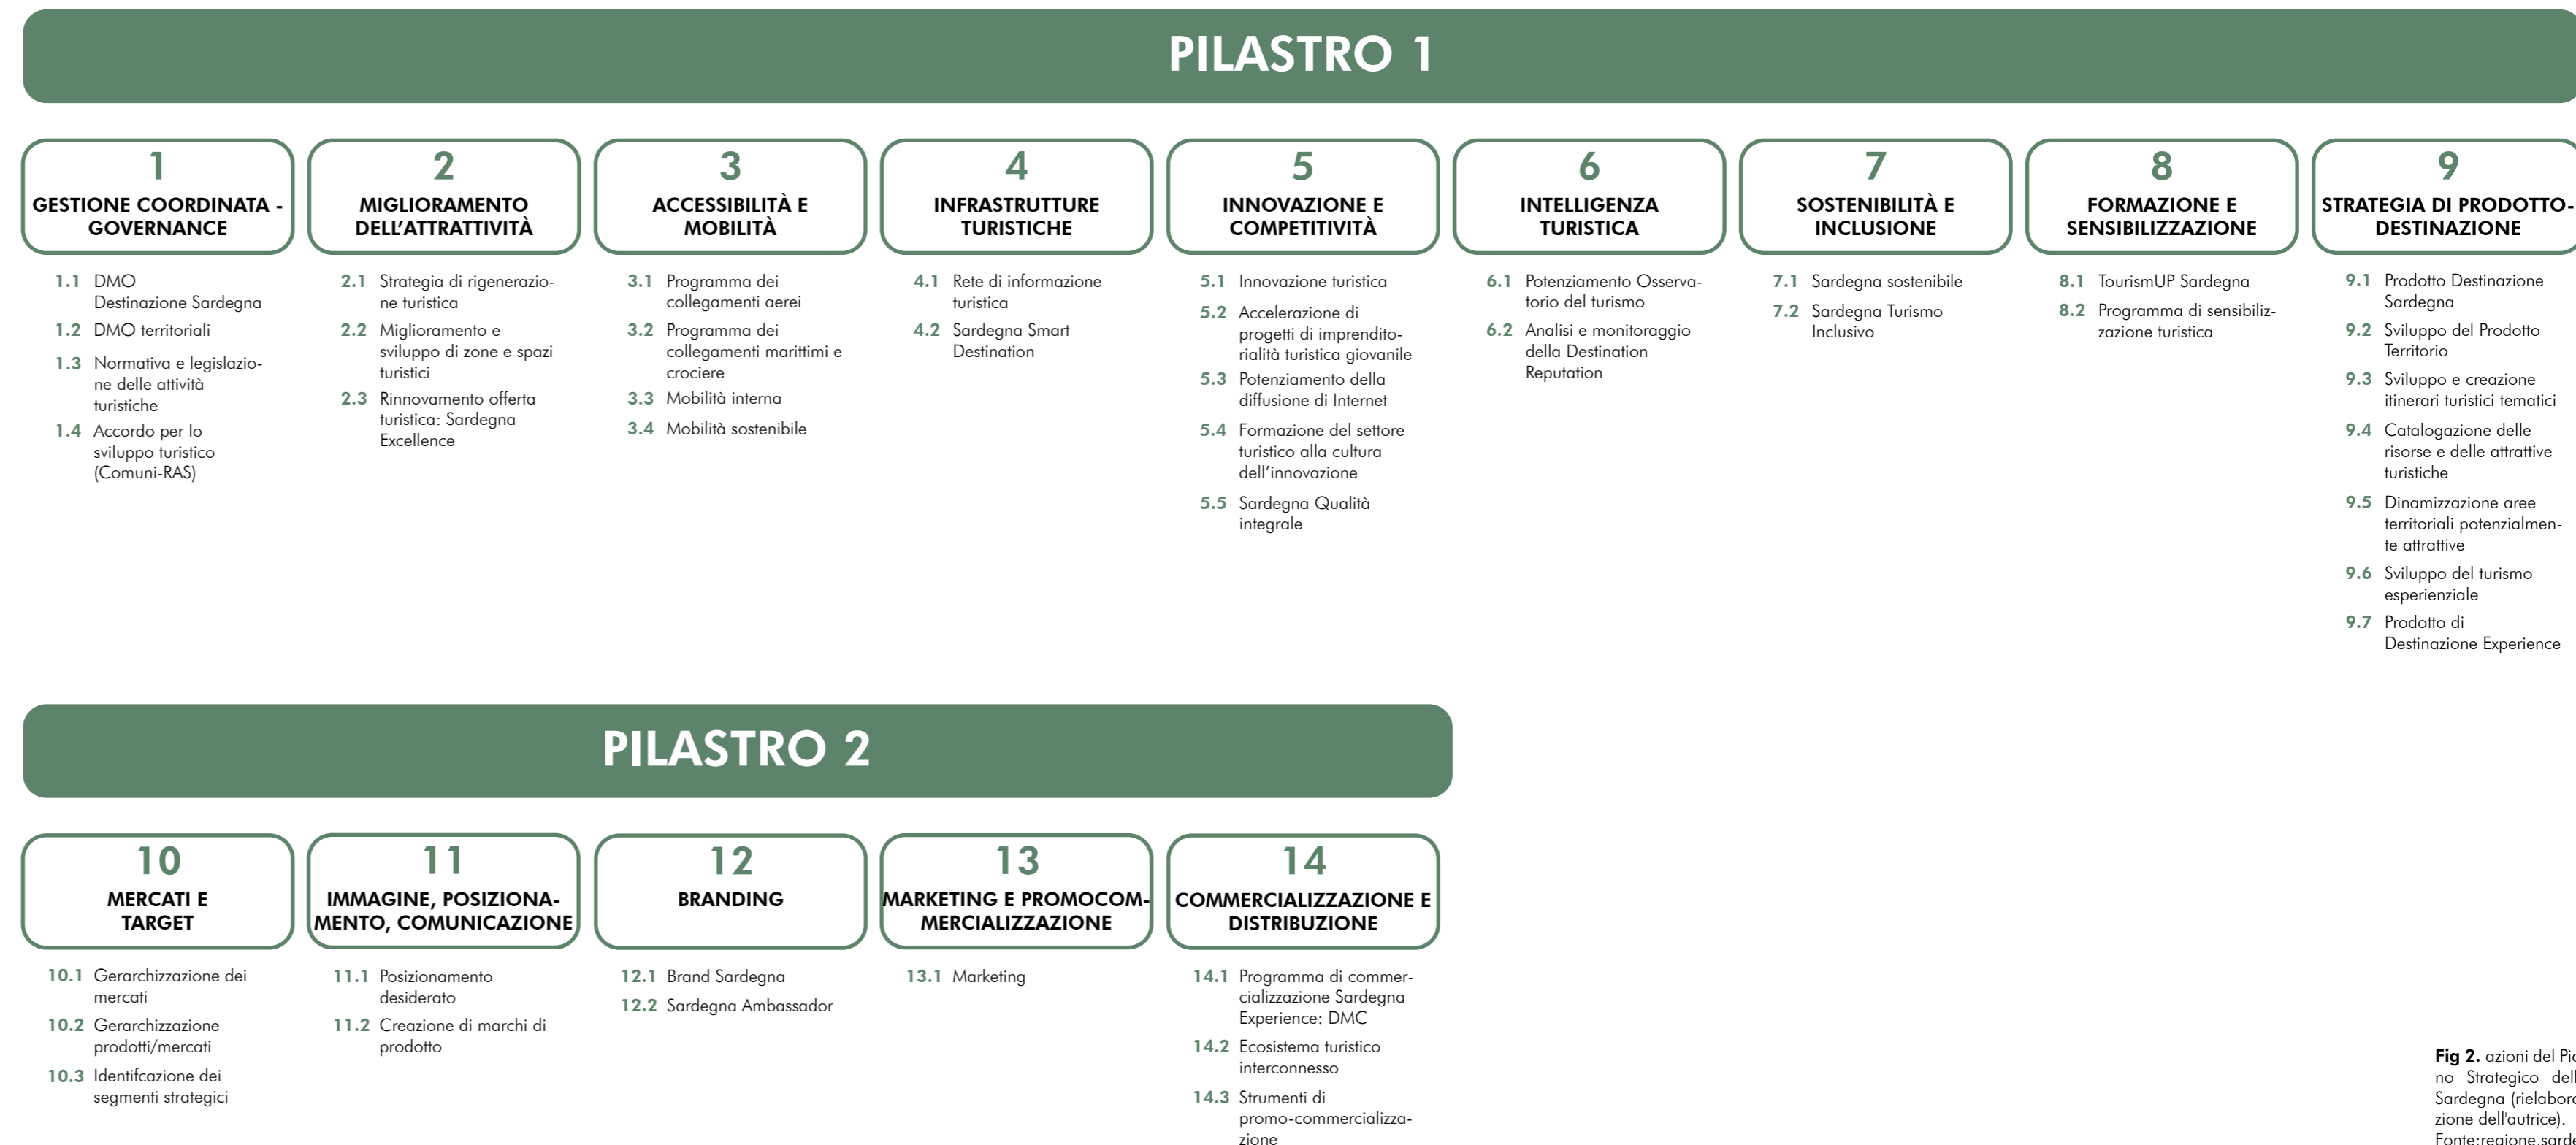 PILASTRO 1
1
GESTIONE COORDINATA -
GOVERNANCE
1.1 DMO
Destinazione Sardegna
1.2 DMO territoriali
1.3 Normativa e legislazio-
ne delle attività
turistiche
1.4 Accordo per lo
sviluppo turistico
(Comuni-RAS)
2
MIGLIORAMENTO
DELL'ATTRATTIVITÀ
2.1 Strategia di rigenerazio-
ne turistica
2.2 Miglioramento e
sviluppo di zone e spazi
turistici
2.3 Rinnovamento offerta
turistica: Sardegna
Excellence
3
ACCESSIBILITÀ E
MOBILITÀ
3.1 Programma dei
collegamenti aerei
3.2 Programma dei
collegamenti marittimi e
crociere
3.3 Mobilità interna
3.4 Mobilità sostenibile
4
INFRASTRUTTURE
TURISTICHE
4.1 Rete di informazione
turistica
4.2 Sardegna Smart
Destination
5
INNOVAZIONE E
COMPETITIVITÀ
5.1 Innovazione turistica
5.2 Accelerazione di
progetti di imprendito-
rialità turistica giovanile
5.3 Potenziamento della
diffusione di Internet
5.4 Formazione del settore
turistico alla cultura
dell'innovazione
5.5 Sardegna Qualità
integrale
6
INTELLIGENZA
TURISTICA
6.1 Potenziamento Osserva-
torio del turismo
6.2 Analisi e monitoraggio
della Destination
Reputation
7
SOSTENIBILITÀ E
INCLUSIONE
7.1 Sardegna sostenibile
7.2 Sardegna Turismo
Inclusivo
8
FORMAZIONE E
SENSIBILIZZAZIONE
8.1 TourismUP Sardegna
8.2 Programma di sensibiliz-
zazione turistica
9
STRATEGIA DI PRODOTTO-
DESTINAZIONE
9.1 Prodotto Destinazione
Sardegna
9.2 Sviluppo del Prodotto
Territorio
9.3 Sviluppo e creazione
itinerari turistici tematici
9.4 Catalogazione delle
risorse e delle attrattive
turistiche
9.5 Dinamizzazione aree
territoriali potenzialmen-
te attrattive
9.6 Sviluppo del turismo
esperienziale
9.7 Prodotto di
Destinazione Experience
PILASTRO 2
10
MERCATI E
TARGET
10.1 Gerarchizzazione dei
mercati
10.2 Gerarchizzazione
prodotti/mercati
10.3 Identifcazione dei
segmenti strategici
11
IMMAGINE, POSIZIONA-
MENTO, COMUNICAZIONE
11.1 Posizionamento
desiderato
11.2 Creazione di marchi di
prodotto
12
BRANDING
12.1 Brand Sardegna
12.2 Sardegna Ambassador
13
MARKETING E PROMOCOM-
MERCIALIZZAZIONE
13.1 Marketing
14
COMMERCIALIZZAZIONE E
DISTRIBUZIONE
14.1 Programma di commer-
cializzazione Sardegna
Experience: DMC
14.2 Ecosistema turistico
interconnesso
14.3 Strumenti di
promo-commercializza-
zione
Fig 2. azioni del
no Strategico
Sardegna
zione dell'autrice).